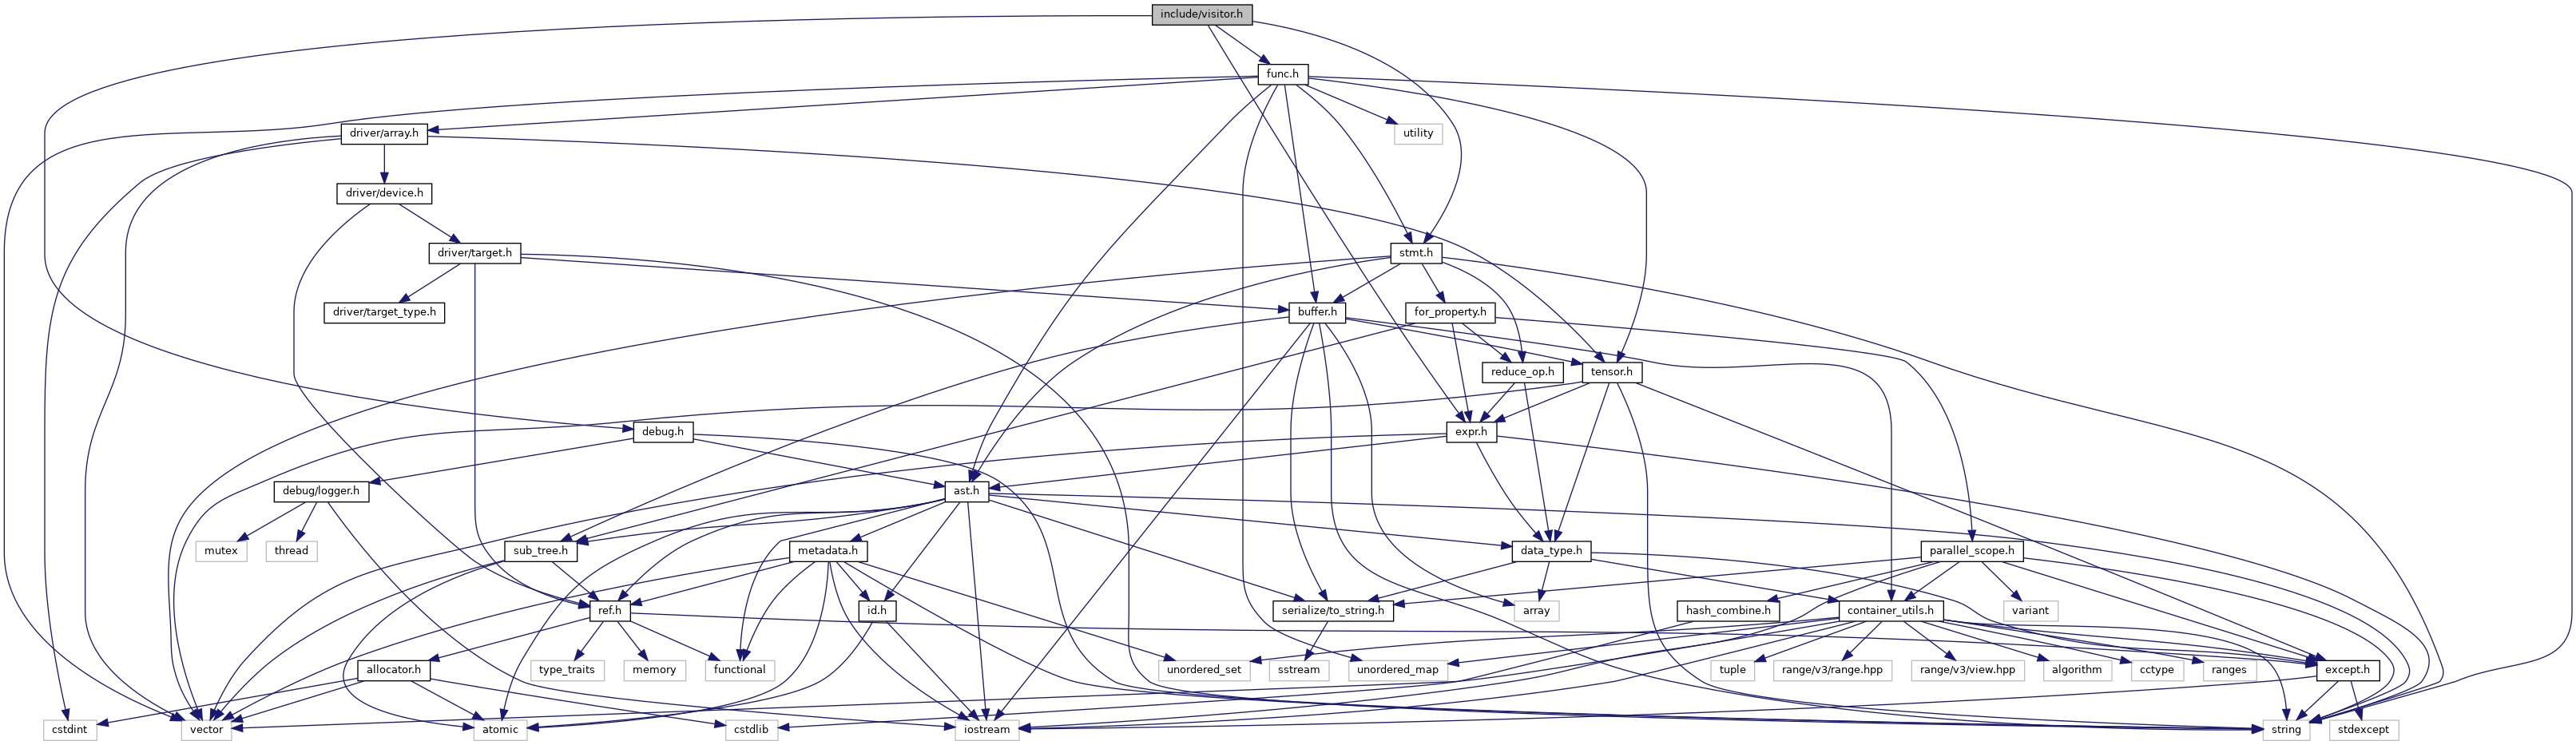 include/visitor.h
func.h
driver/array.h
utility
driver/device.h
driver/target.h
stmt.h
driver/target_type.h
buffer.h
for_property.h
reduce_op.h
tensor.h
debug.h
expr.h
debug/logger.h
ast.h
mutex
thread
sub_tree.h
metadata.h
data_type.h
parallel_scope.h
ref.h
id.h
serialize/to_string.h
array
hash_combine.h
container_utils.h
variant
allocator.h
type_traits
memory
functional
unordered_set
sstream
unordered_map
tuple
range/v3/range.hpp
range/v3/view.hpp
algorithm
cctype
ranges
except.h
cstdint
vector
atomic
cstdlib
iostream
string
stdexcept